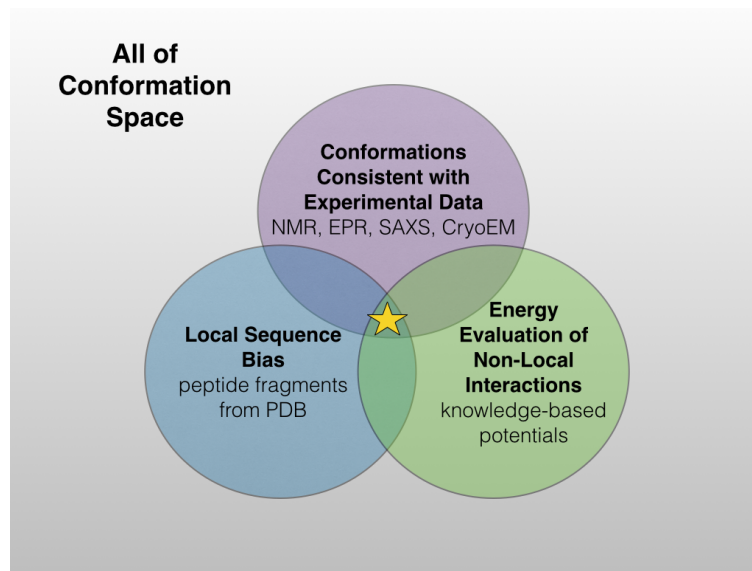 All of
Conformation
Space
Conformations
Consistent with
Experimental Data
NMR, EPR, SAXS, CryoEM
Local Sequence
Bias
peptide fragments
from PDB
Energy
Evaluation of
Non-Local
Interactions
knowledge-based
potentials